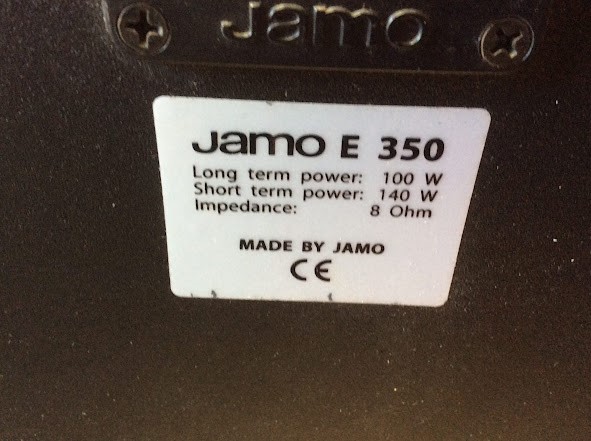 Jamo
Jamo E 350
Long term power: 100 W
Short term power: 140 W
Impedance: 8 Ohm
MADE BY JAMO
CE